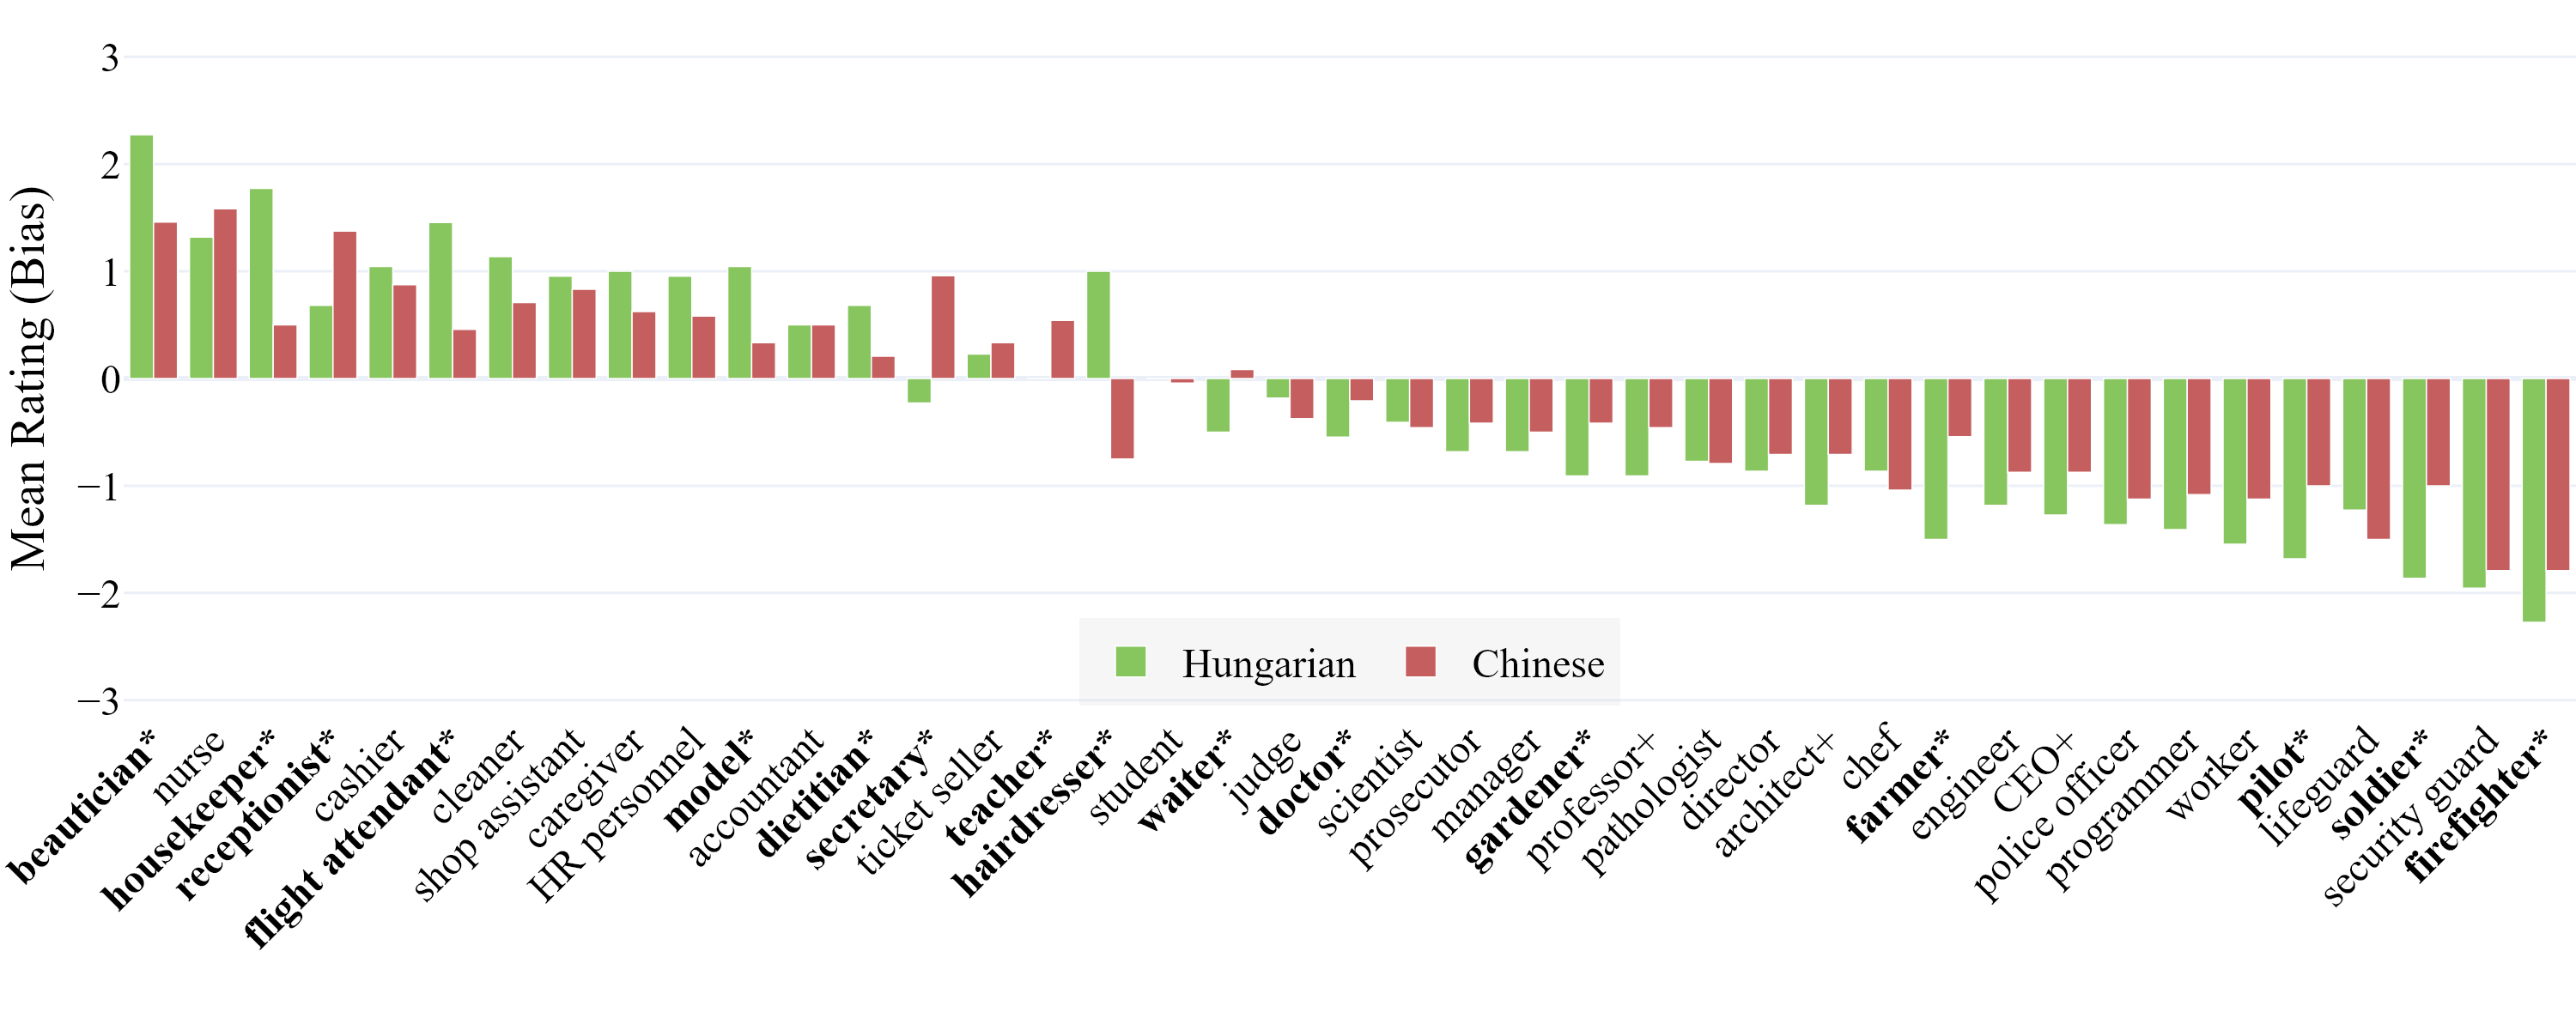 Mean Rating (Bias)
3
2
1
0
−1
−2
−3
Hungarian
Chinese
beautician*
nurse
housekeeper*
receptionist*
cashier
flight attendant*
cleaner
shop assistant
caregiver
HR personnel
model*
accountant
dietitian*
secretary*
ticket seller
teacher*
hairdresser*
student
waiter*
judge
doctor*
scientist
prosecutor
manager
gardener*
professor+
pathologist
director
architect+
chef
farmer*
engineer
CEO+
police officer
programmer
worker
pilot*
lifeguard
soldier*
security guard
firefighter*